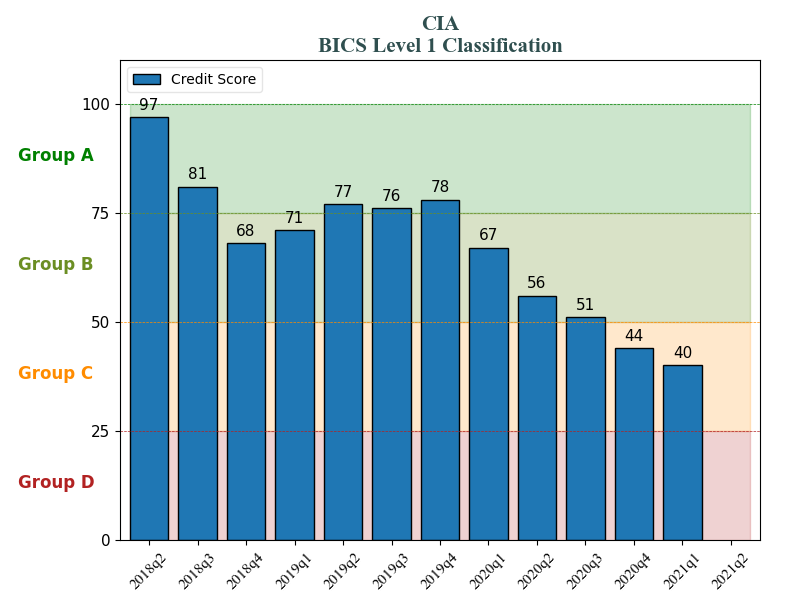 CIA
BICS Level 1 Classification
Credit Score
100
75
50
25
0
Group A
Group B
Group C
Group D
97
81
68
71
77
76
78
67
56
51
44
40
2018q2
2018q3
2018q4
2019q1
2019q2
2019q3
2019q4
2020q1
2020q2
2020q3
2020q4
2021q1
2021q2